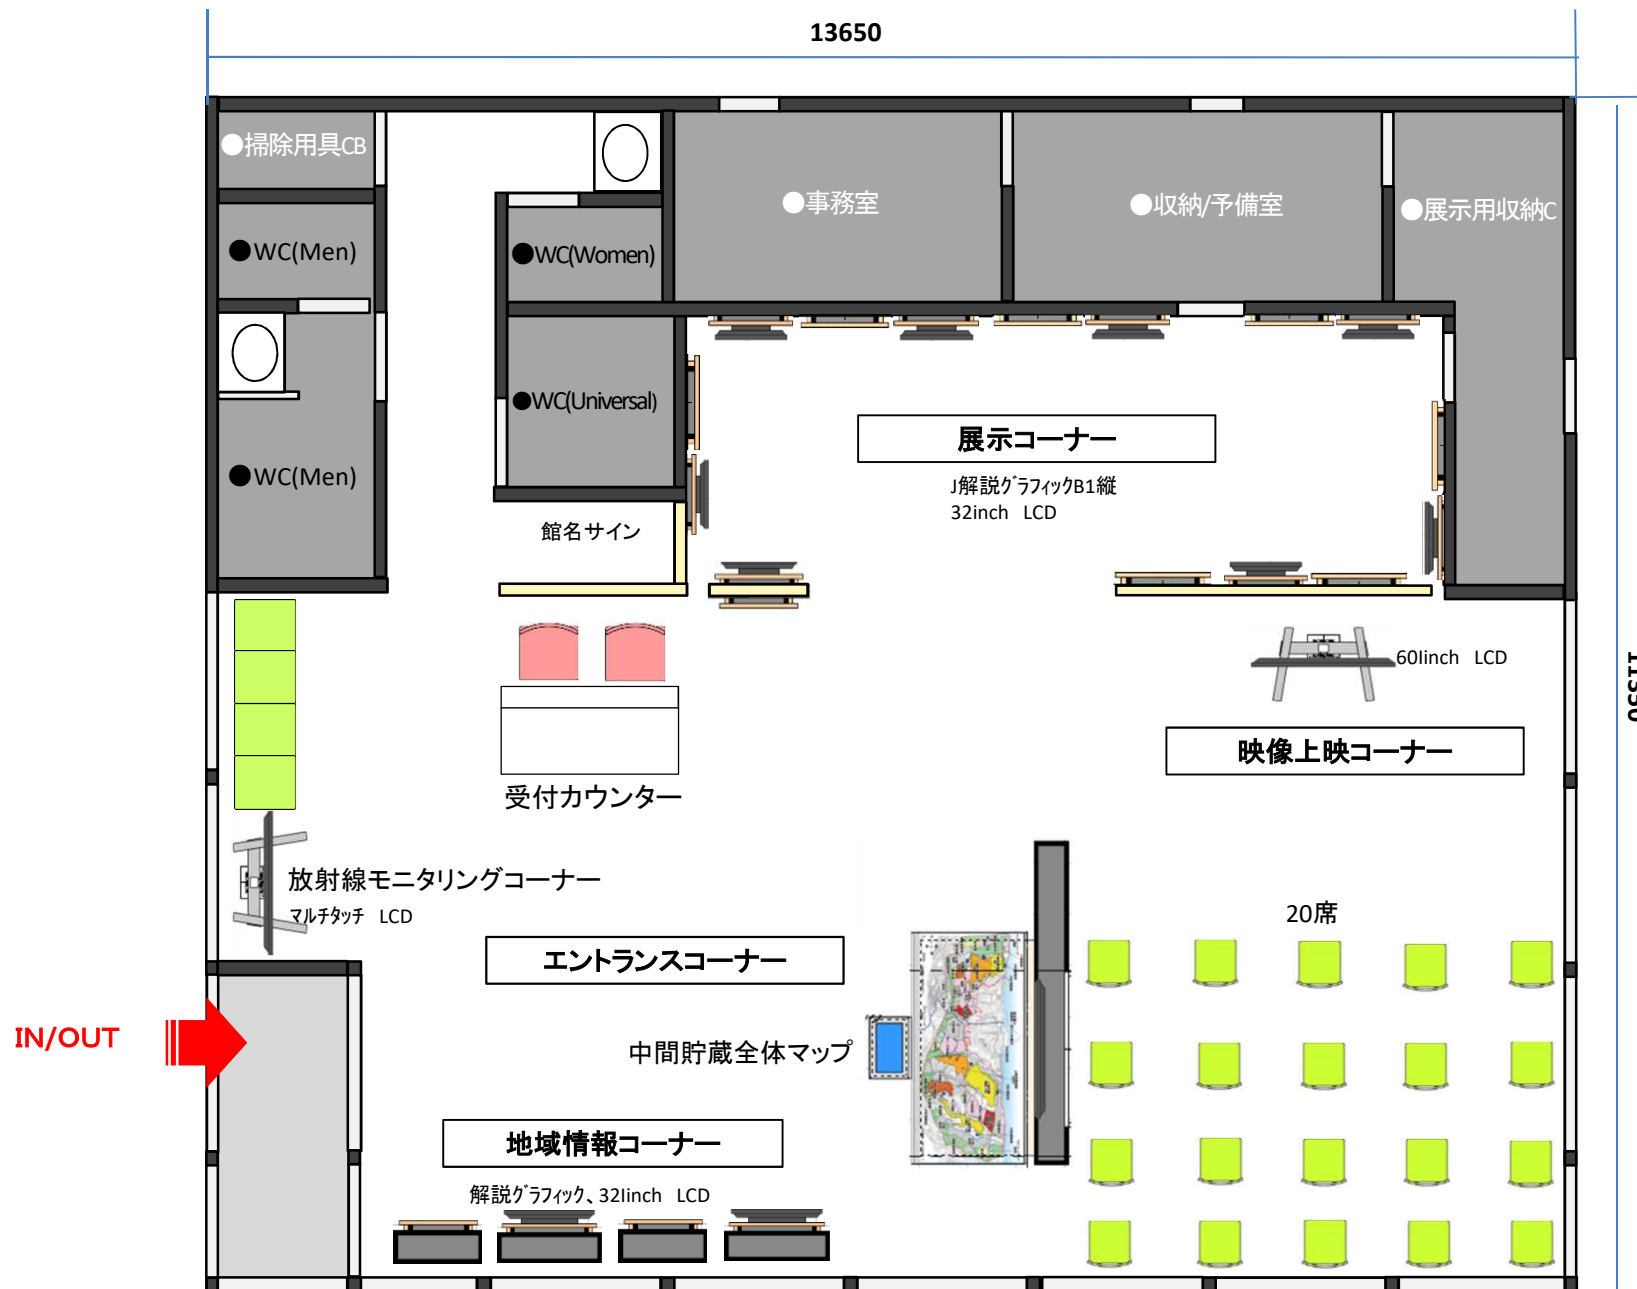 13650
●掃除用具CB
●事務室
●収納/予備室
●展示用収納C
●WC(Men)
●WC(Women)
●WC(Universal)
●WC(Men)
展示コーナー
J解説ｸﾞﾗﾌｨｯｸB1縦
32inch LCD
館名サイン
60Iinch LCD
映像上映コーナー
受付カウンター
放射線モニタリングコーナー
ﾏﾙﾁﾀｯﾁ LCD
20席
エントランスコーナー
IN/OUT
中間貯蔵全体マップ
地域情報コーナー
解説ｸﾞﾗﾌｨｯｸ、32Iinch LCD